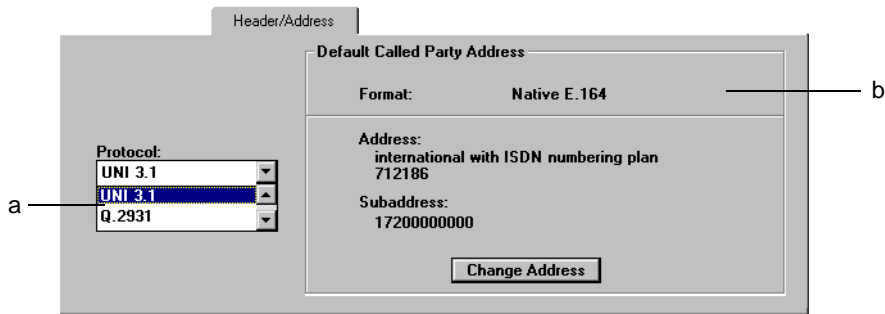 Header/Address
Default Called Party Address
Format: Native E.164
b
Protocol:
UNI 3.1
UNI 3.1
Q.2931
a
Address:
international with ISDN numbering plan
712186
Subaddress:
17200000000
Change Address